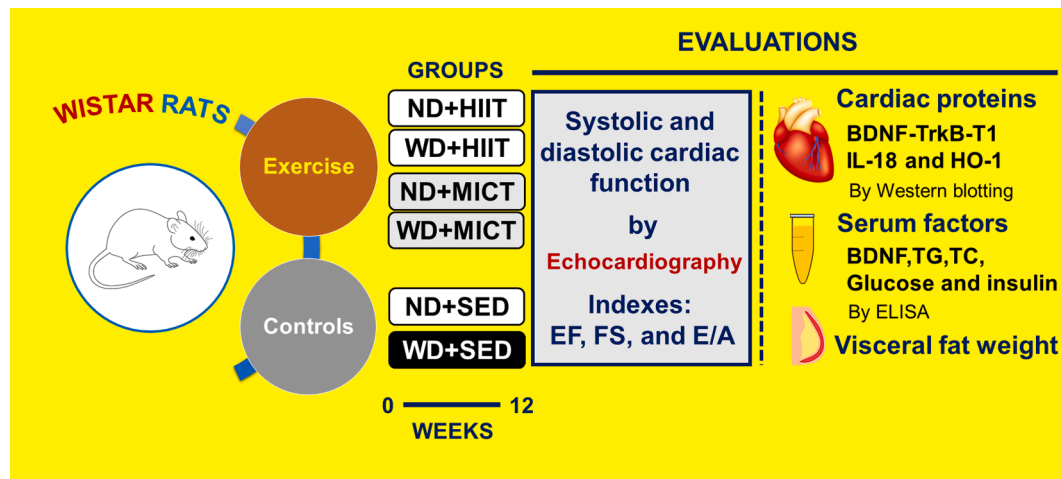 EVALUATIONS
GROUPS
WISTAR RATS
Exercise
Controls
ND+HIIT
WD+HIIT
ND+MICT
WD+MICT
ND+SED
WD+SED
0 12
WEEKS
Systolic and
diastolic cardiac
function
by
Echocardiography
Indexes:
EF, FS, and E/A
Cardiac proteins
BDNF-TrkB-T1
IL-18 and HO-1
By Western blotting
Serum factors
BDNF,TG,TC,
Glucose and insulin
By ELISA
Visceral fat weight